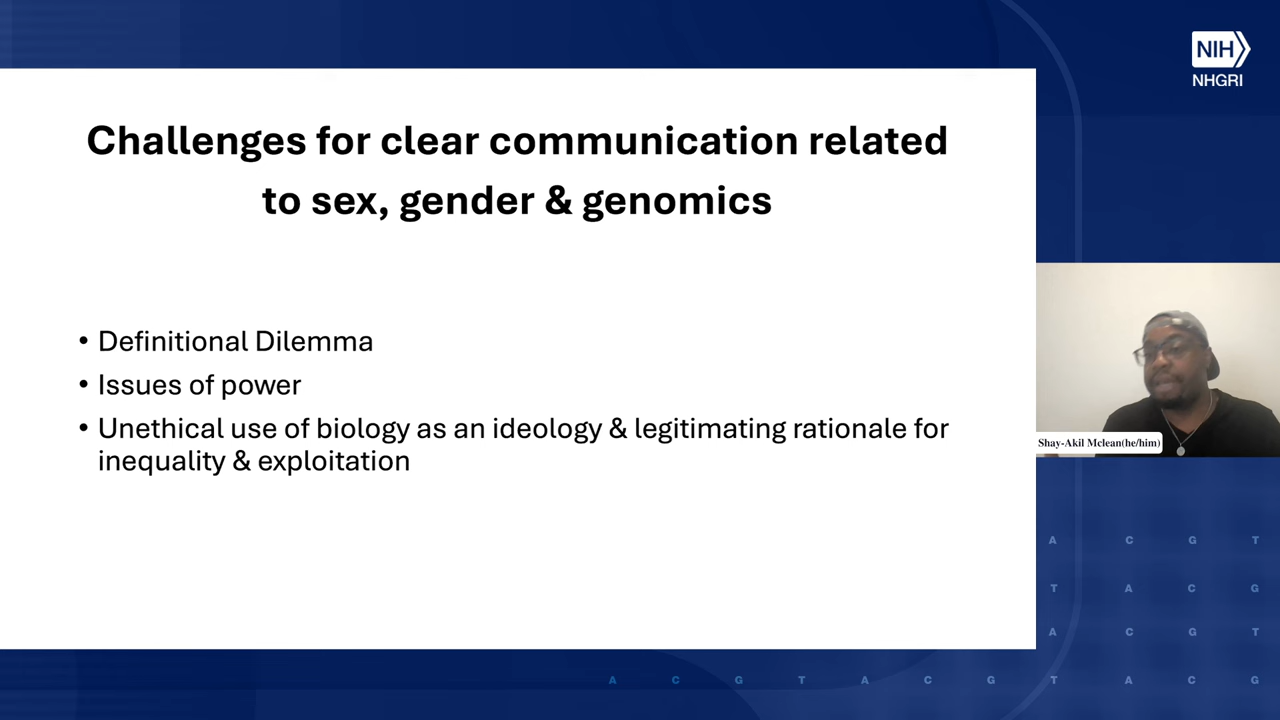 NIH
NHGRI
Challenges for clear communication related
to sex, gender & genomics
• Definitional Dilemma
• Issues of power
• Unethical use of biology as an ideology & legitimating rationale for
inequality & exploitation
Shay-Akil Mclean(he/him)
A C G T
T A C G
A C G T
A C G T A C G T A C G